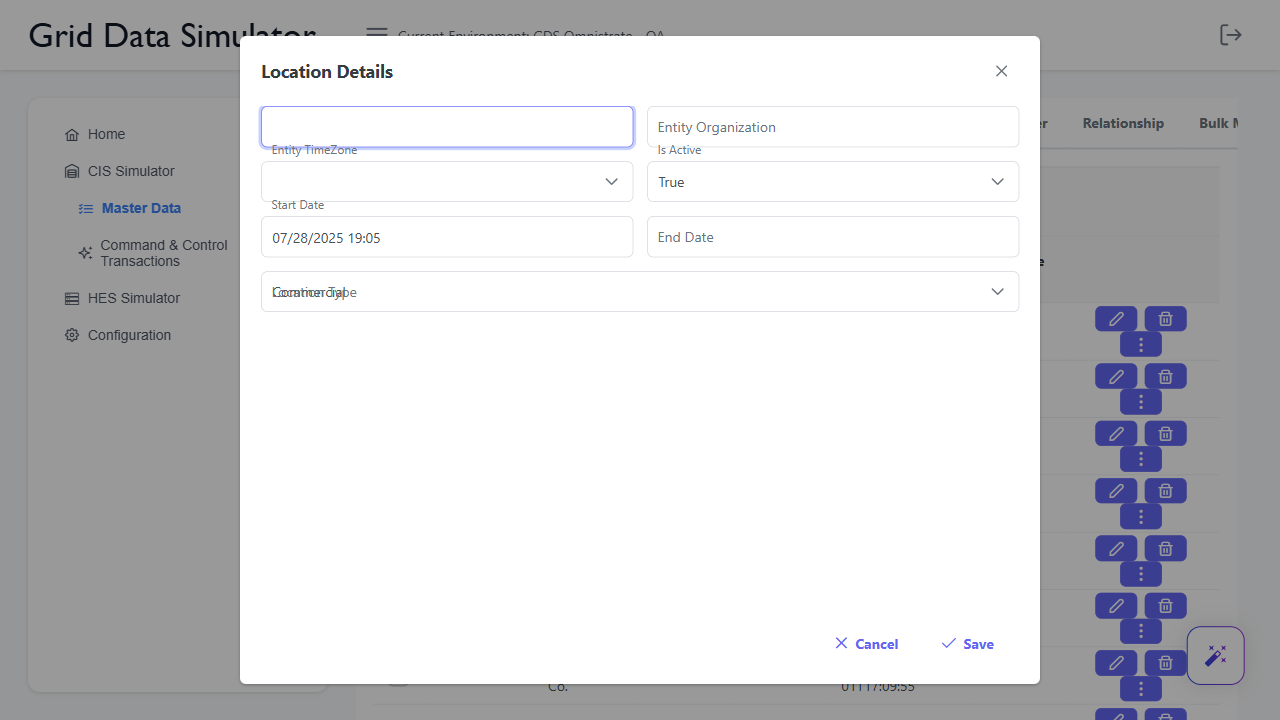 Grid Data Simulator
Current Environment: GDS Omnistrate - QA
Location Details
Home
CIS Simulator
Master Data
Command & Control
Transactions
HES Simulator
Configuration
Entity Organization
Entity TimeZone
Is Active
True
Start Date
07/28/2025 19:05
End Date
Location Type
Commercial
Cancel
Save
Relationship
Bulk
Co.
01T17:09:55